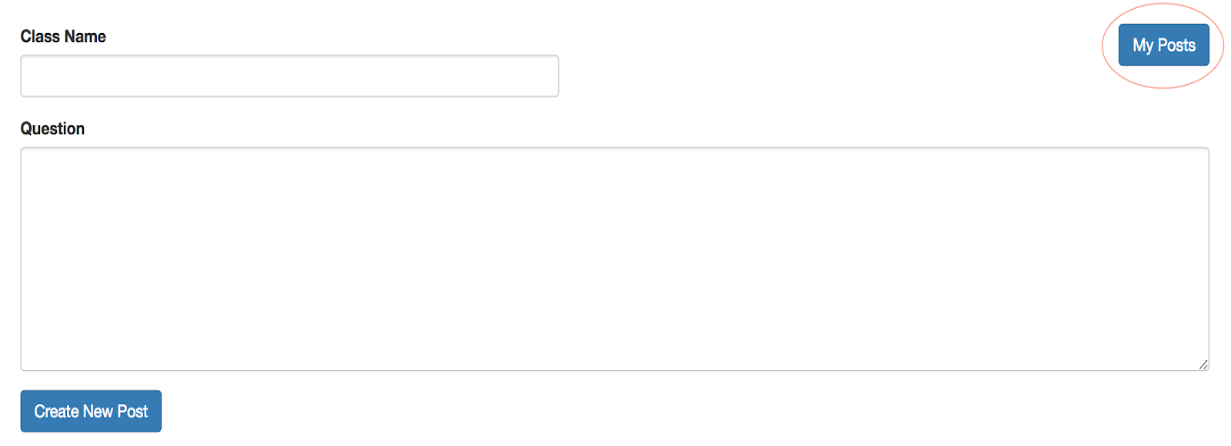 Class Name
My Posts
Question
Create New Post